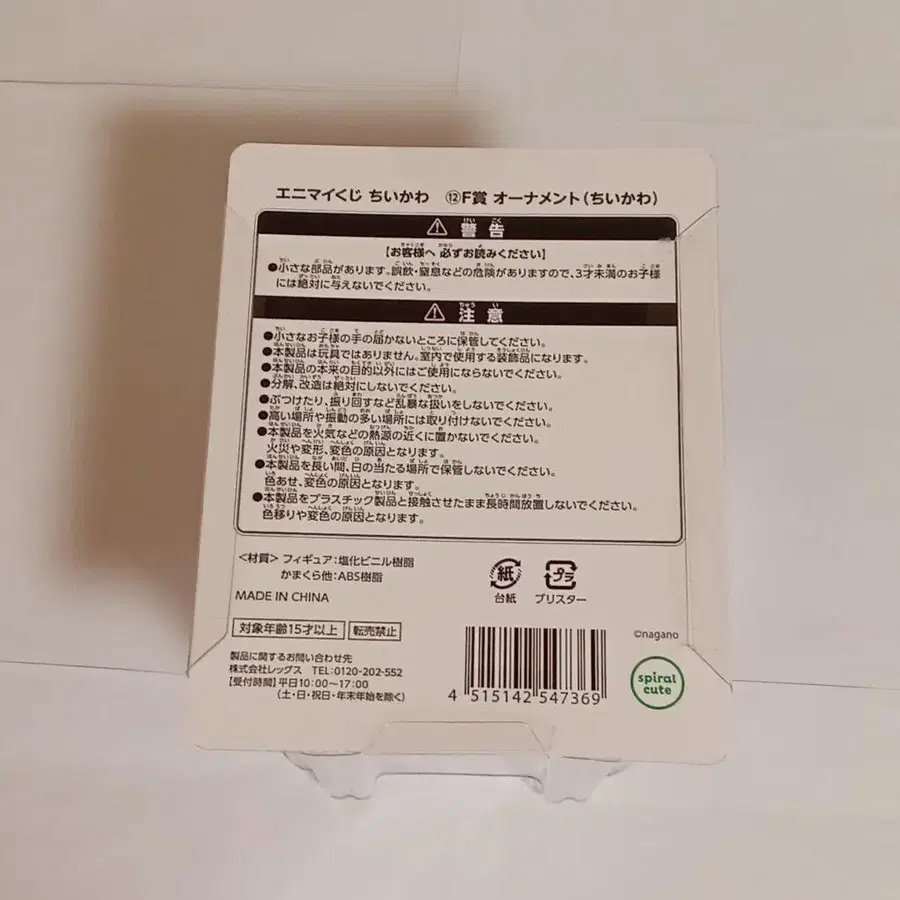 エニマイくじ ちいかわ ⑫F賞 オーナメント(ちいかわ)
⚠ 警告
【お客様へ 必ずお読みください】
●小さな部品があります。誤飲・窒息などの危険がありますので、3才未満のお子様
には絶対に与えないでください。
⚠ 注意
●小さなお子様の手の届かないところに保管してください。
●本製品は玩具ではありません。室内で使用する装飾品になります。
●本製品の本来の目的以外にはご使用にならないでください。
●分解、改造は絶対にしないでください。
●ぶつけたり、振り回すなど乱暴な扱いをしないでください。
●高い場所や振動の多い場所には取り付けないでください。
●本製品を火気などの熱源の近くに置かないでください。
火災や変形、変色の原因となります。
●本製品を長い間、日の当たる場所で保管しないでください。
色あせ、変色の原因となります。
●本製品をプラスチック製品と接触させたまま長時間放置しないでください。
色移りや変色の原因となります。
<材質> フィギュア:塩化ビニル樹脂
かまくら他:ABS樹脂
MADE IN CHINA
紙
台紙
プラ
ブリスター
対象年齢15才以上
転売禁止
製品に関するお問い合わせ先
株式会社レッグス TEL:0120-202-552
【受付時間】平日10:00~17:00
(土・日・祝日・年末年始を除く)
4 515142 547369
©nagano
spiral
cute